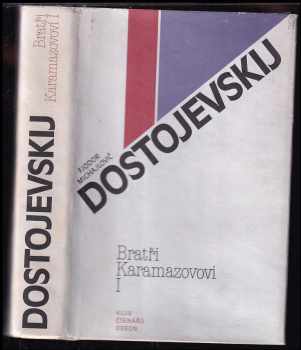 Bratři
Karamazovovi I
DOSTOJEVSKIJ
FJODOR
MICHAJLOVIČ
DOSTOJEVSKIJ
Bratři
Karamazovovi
I
KLUB
ČTENÁŘŮ
ODEON